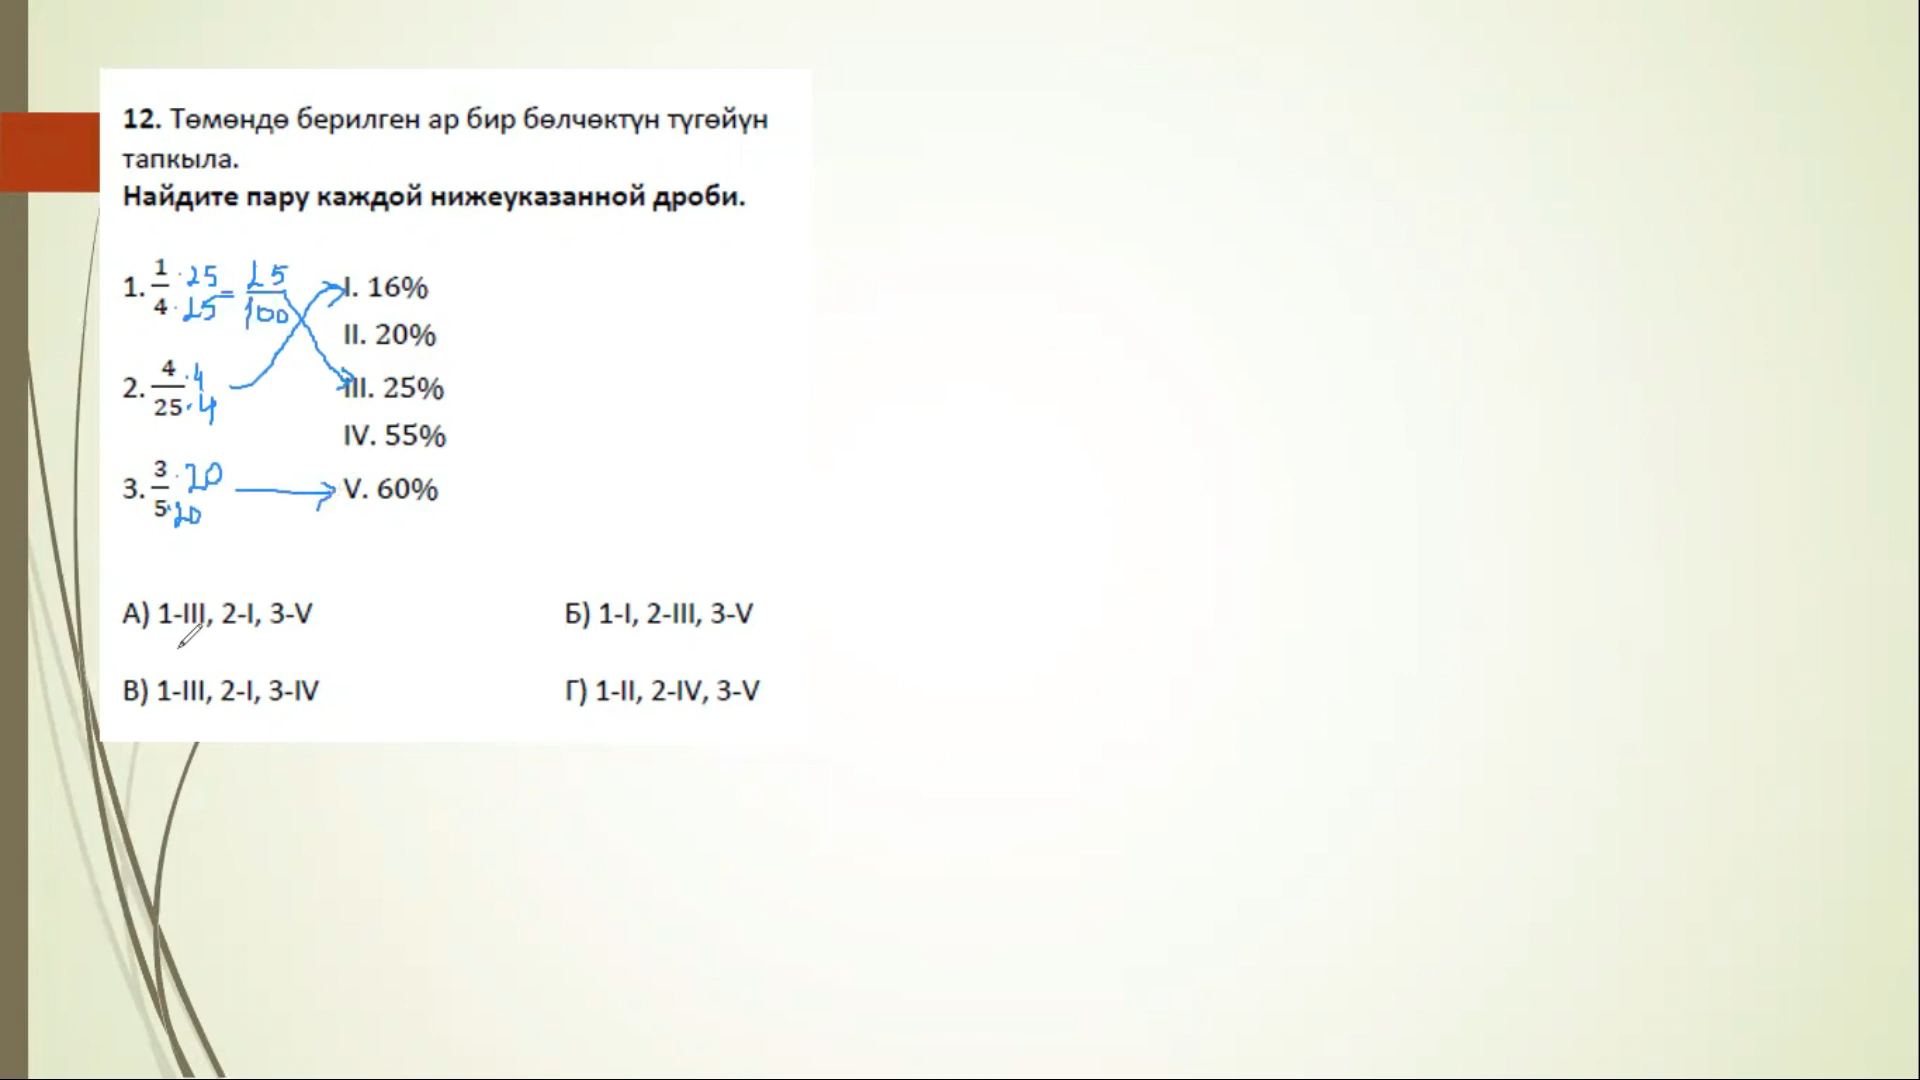 12. Төмөндө берилген ар бир бөлчөктүн түгөйүн
тапкыла.
Найдите пару каждой нижеуказанной дроби.
1. 1/4 ·25/·25 = 25/100
I. 16%
II. 20%
2. 4/25 ·4/·4
III. 25%
IV. 55%
3. 3/5 ·20/·20
V. 60%
А) 1-III, 2-I, 3-V
Б) 1-I, 2-III, 3-V
В) 1-III, 2-I, 3-IV
Г) 1-II, 2-IV, 3-V